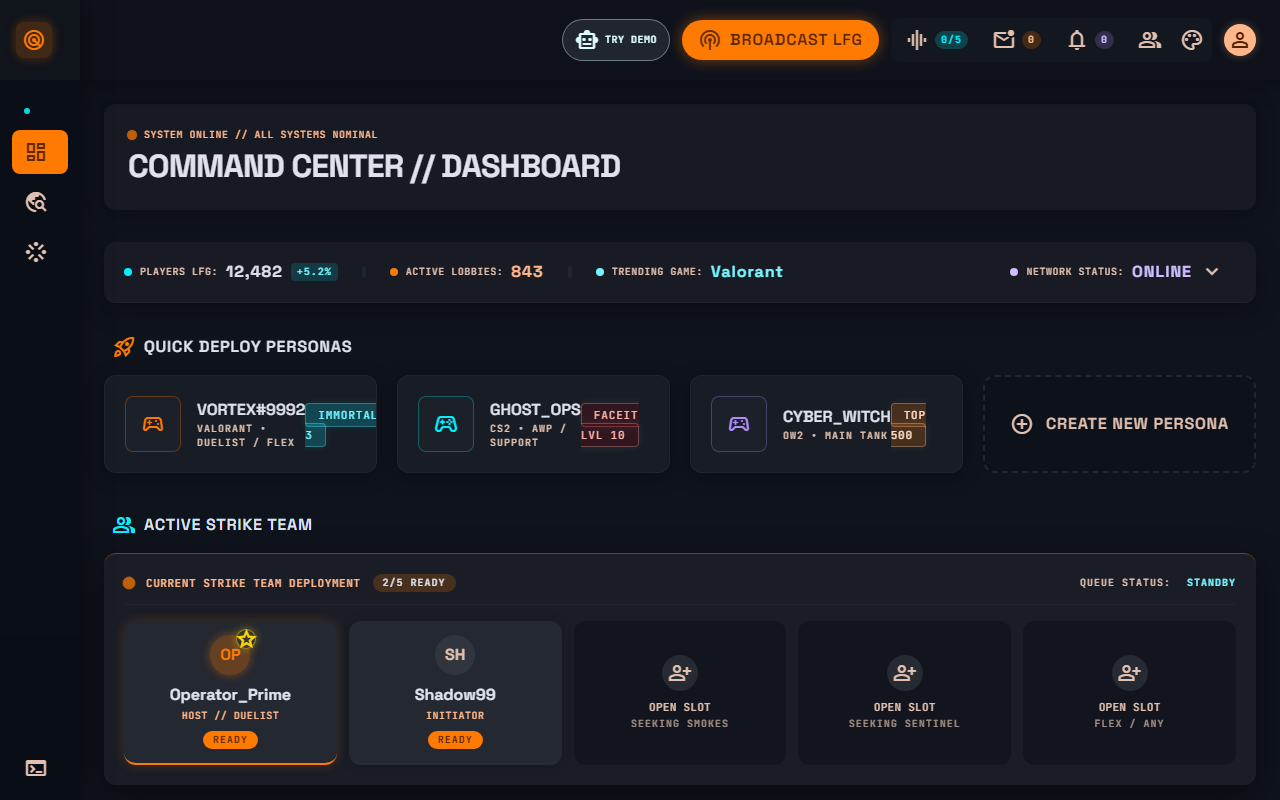 TRY DEMO
BROADCAST LFG
0/5
0
0
SYSTEM ONLINE // ALL SYSTEMS NOMINAL
COMMAND CENTER // DASHBOARD
PLAYERS LFG: 12,482 +5.2%
ACTIVE LOBBIES: 843
TRENDING GAME: Valorant
NETWORK STATUS: ONLINE
QUICK DEPLOY PERSONAS
VORTEX#9992
VALORANT •
DUELIST / FLEX
IMMORTAL
3
GHOST_OPS
CS2 • AWP /
SUPPORT
FACEIT
LVL 10
CYBER_WITCH
OW2 • MAIN TANK
TOP
500
CREATE NEW PERSONA
ACTIVE STRIKE TEAM
CURRENT STRIKE TEAM DEPLOYMENT 2/5 READY
QUEUE STATUS: STANDBY
OP
Operator_Prime
HOST // DUELIST
READY
SH
Shadow99
INITIATOR
READY
OPEN SLOT
SEEKING SMOKES
OPEN SLOT
SEEKING SENTINEL
OPEN SLOT
FLEX / ANY